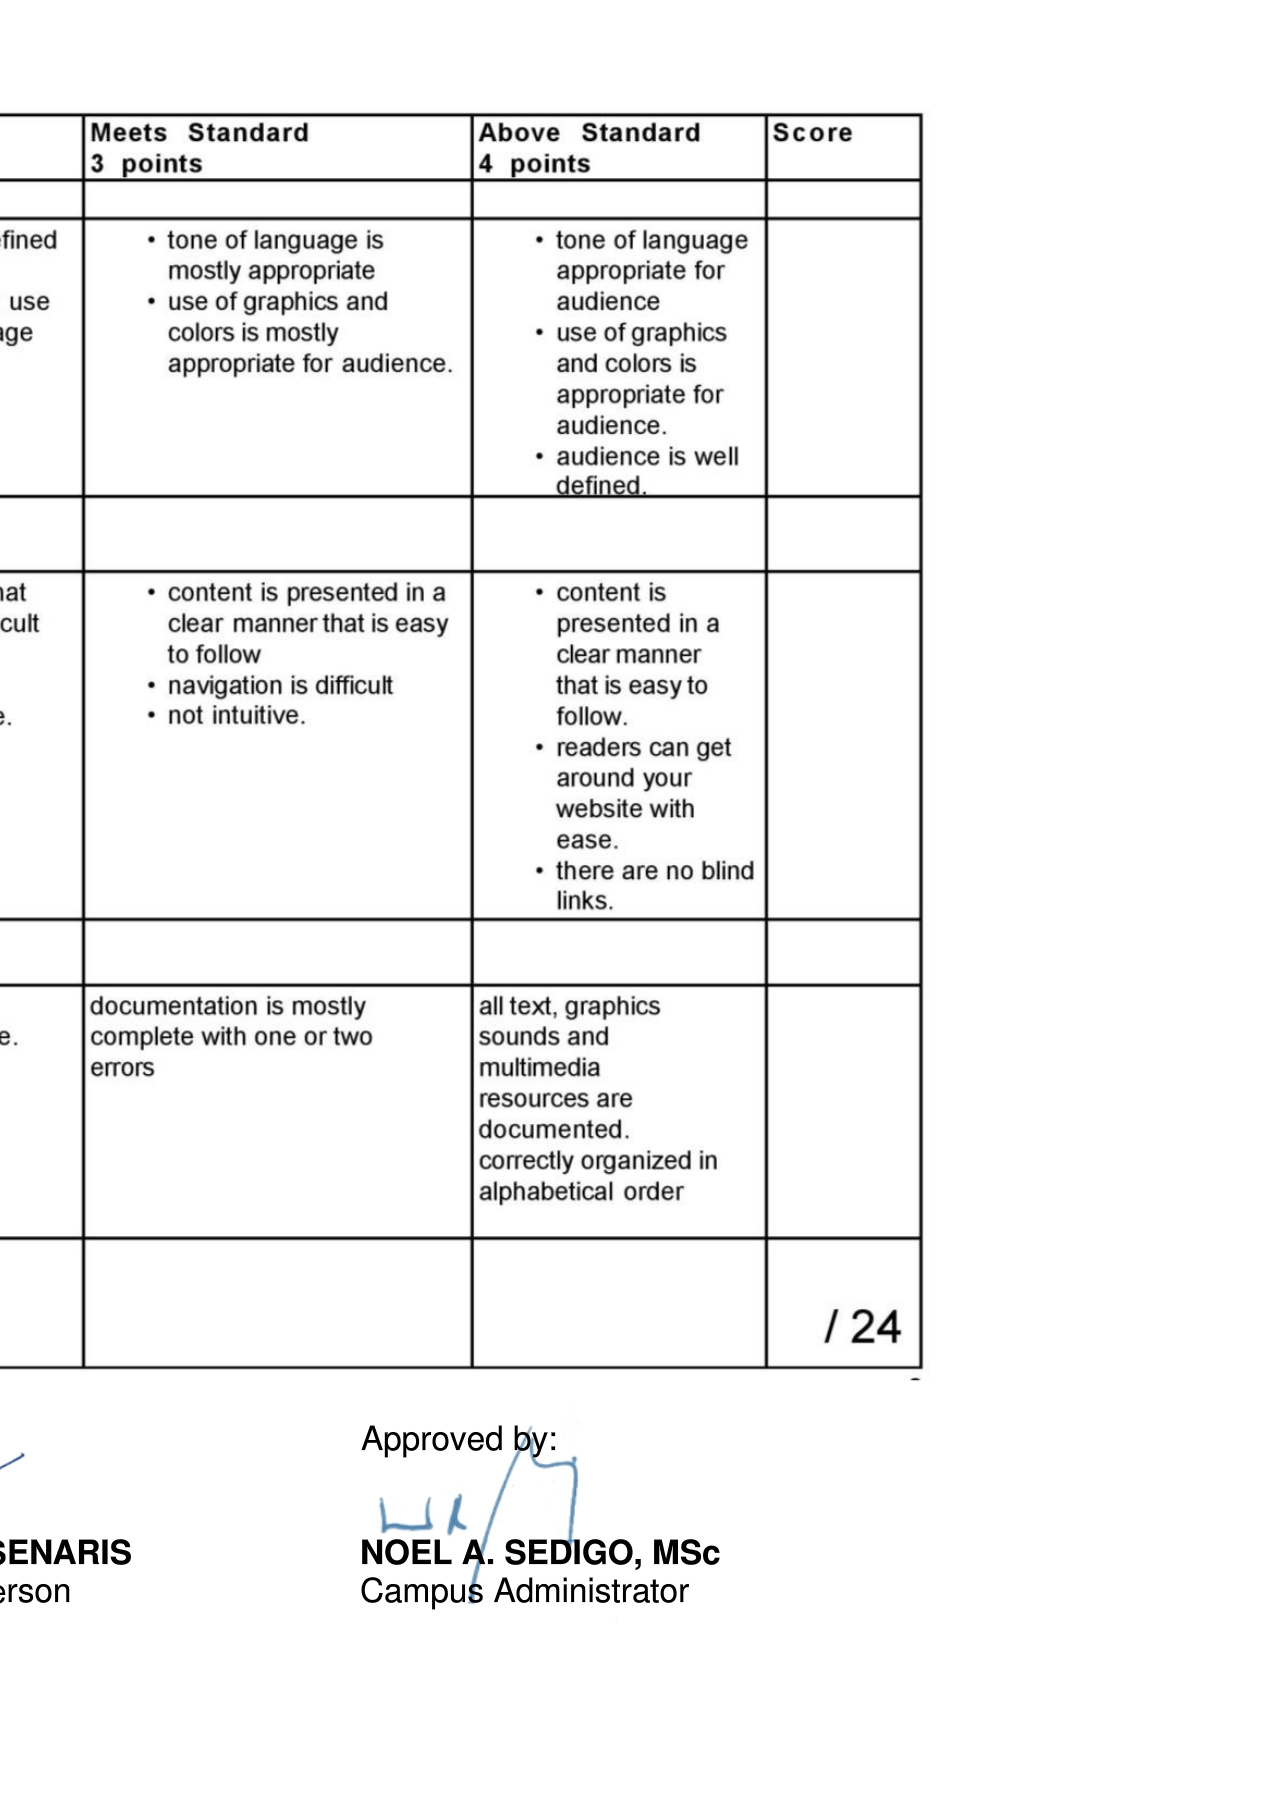 Meets Standard
3 points
Above Standard
4 points
Score
fined
use
age
• tone of language is
mostly appropriate
• use of graphics and
colors is mostly
appropriate for audience.
• tone of language
appropriate for
audience
• use of graphics
and colors is
appropriate for
audience.
• audience is well
defined.
hat
cult
e.
• content is presented in a
clear manner that is easy
to follow
• navigation is difficult
• not intuitive.
• content is
presented in a
clear manner
that is easy to
follow.
• readers can get
around your
website with
ease.
• there are no blind
links.
e.
documentation is mostly
complete with one or two
errors
all text, graphics
sounds and
multimedia
resources are
documented.
correctly organized in
alphabetical order
/ 24
Approved by:
SENARIS
erson
NOEL A. SEDIGO, MSc
Campus Administrator